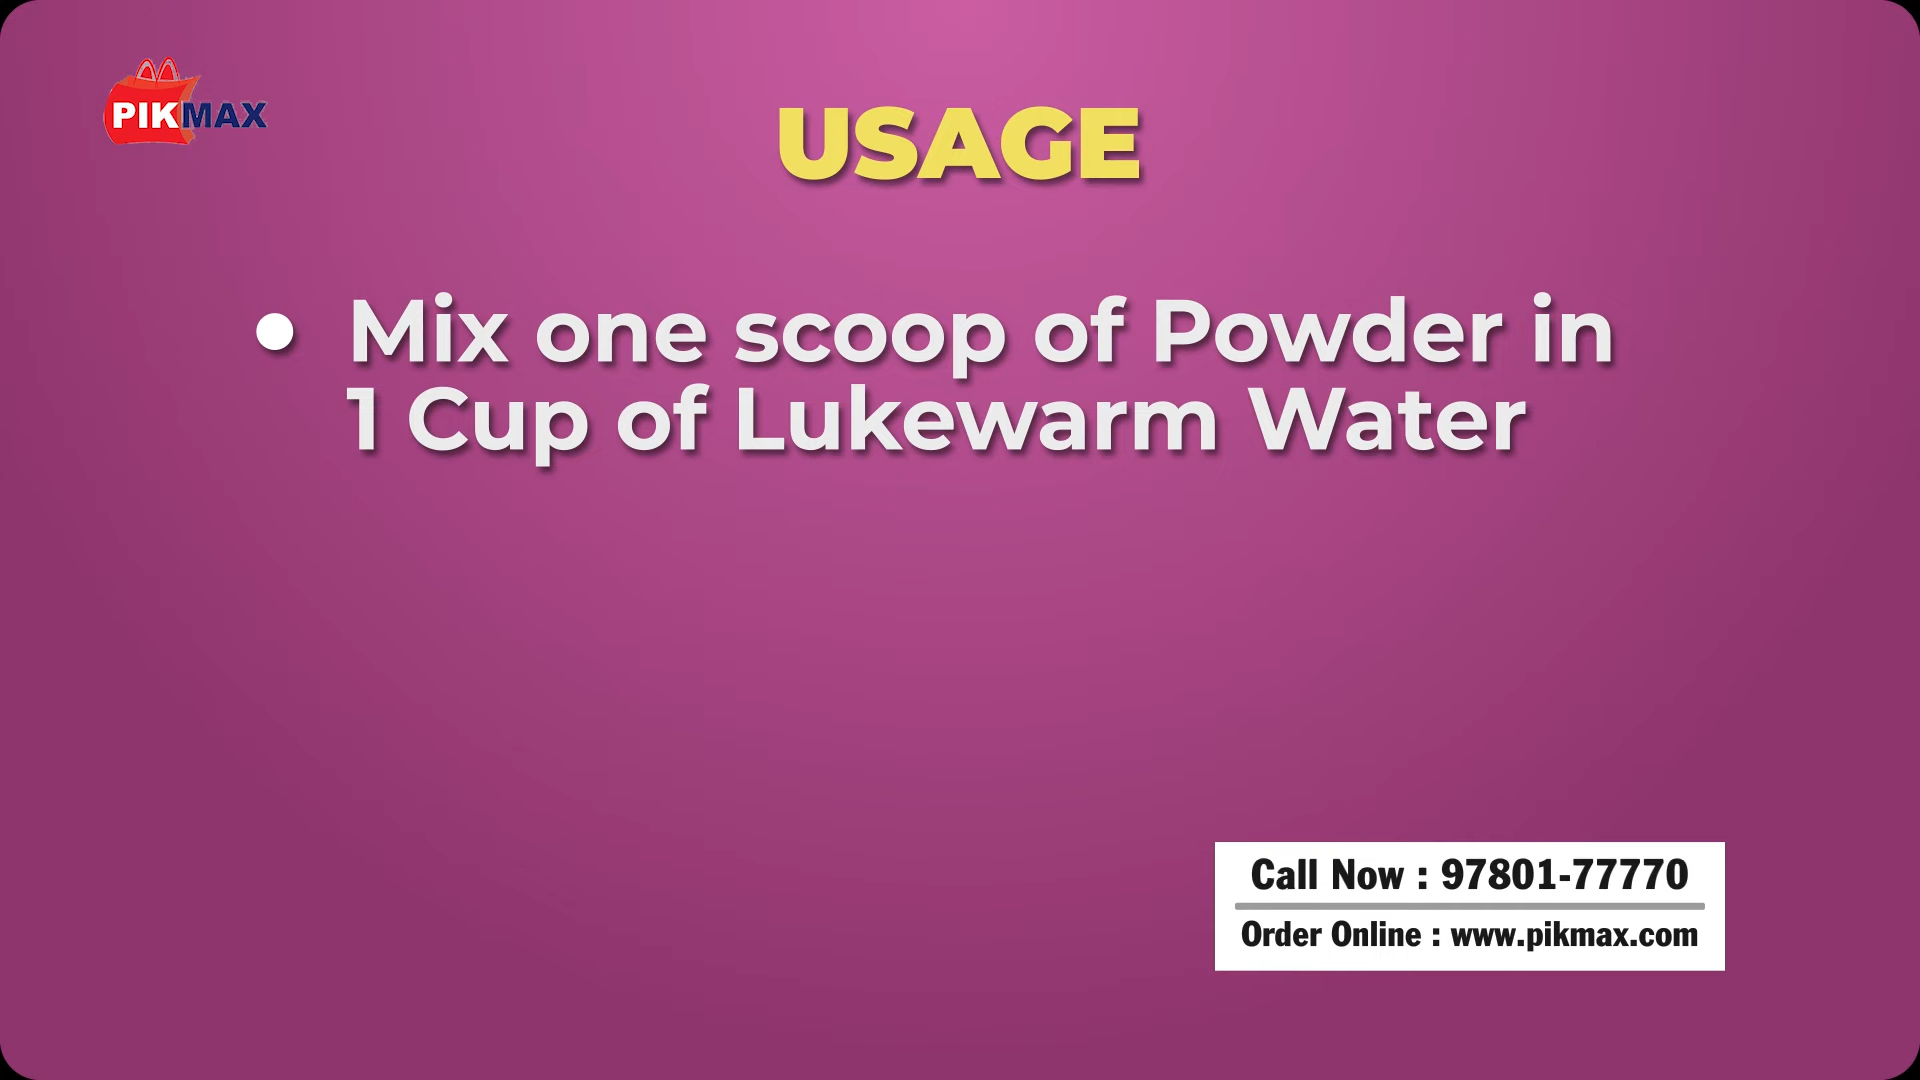 PIKMAX
USAGE
• Mix one scoop of Powder in
1 Cup of Lukewarm Water
Call Now : 97801-77770
Order Online : www.pikmax.com